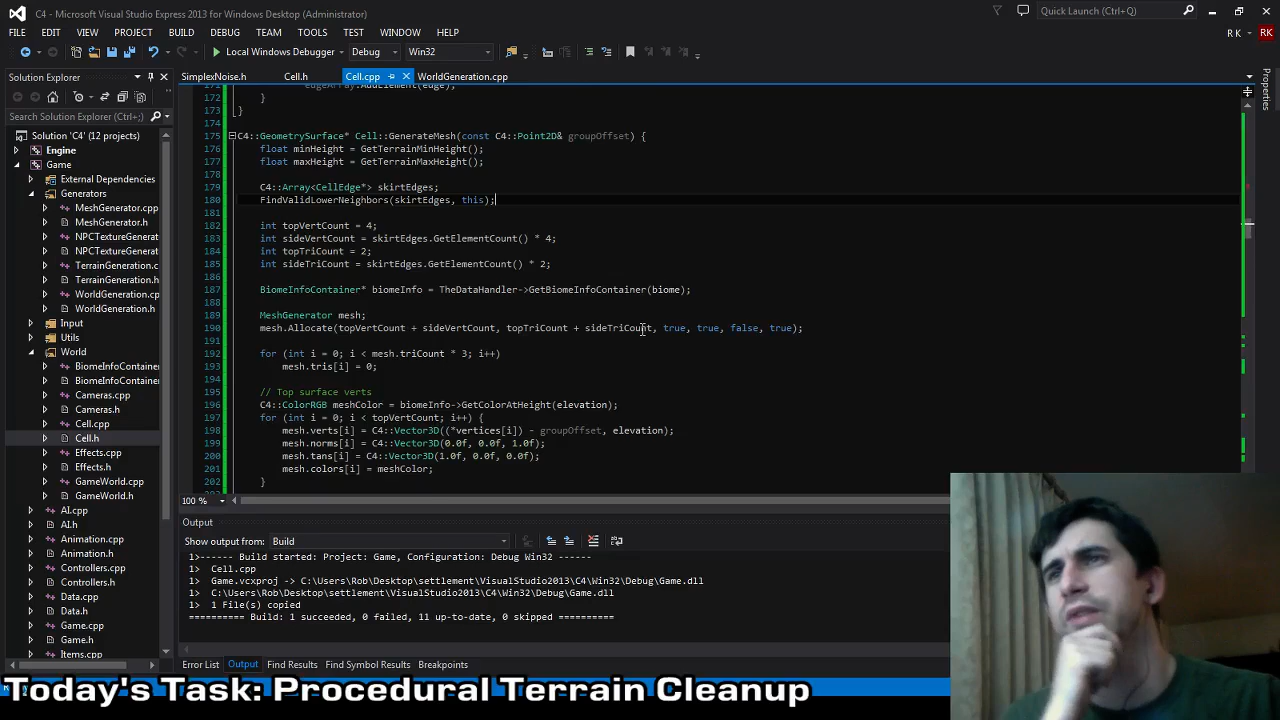 C4 - Microsoft Visual Studio Express 2013 for Windows Desktop (Administrator)
Quick Launch (Ctrl+Q)
FILE EDIT VIEW PROJECT BUILD DEBUG TEAM TOOLS TEST WINDOW HELP
R K RK
Local Windows Debugger Debug Win32
Solution Explorer
SimplexNoise.h Cell.h Cell.cpp WorldGeneration.cpp
Properties
Search Solution Explorer (Ctrl+;)
Solution 'C4' (12 projects)
Engine
Game
External Dependencies
Generators
MeshGenerator.cpp
MeshGenerator.h
NPCTextureGener
NPCTextureGener
TerrainGeneration.c
TerrainGeneration.h
WorldGeneration.cp
WorldGeneration.h
Input
Utilities
World
BiomeInfoContainer
BiomeInfoContainer
Cameras.cpp
Cameras.h
Cell.cpp
Cell.h
Effects.cpp
Effects.h
GameWorld.cpp
GameWorld.h
AI.cpp
AI.h
Animation.cpp
Animation.h
Controllers.cpp
Controllers.h
Data.cpp
Data.h
Game.cpp
Game.h
Items.cpp
171 edgeArray.AddElement(edge);
172 }
173 }
174
175 C4::GeometrySurface* Cell::GenerateMesh(const C4::Point2D& groupOffset) {
176 float minHeight = GetTerrainMinHeight();
177 float maxHeight = GetTerrainMaxHeight();
178
179 C4::Array<CellEdge*> skirtEdges;
180 FindValidLowerNeighbors(skirtEdges, this);
181
182 int topVertCount = 4;
183 int sideVertCount = skirtEdges.GetElementCount() * 4;
184 int topTriCount = 2;
185 int sideTriCount = skirtEdges.GetElementCount() * 2;
186
187 BiomeInfoContainer* biomeInfo = TheDataHandler->GetBiomeInfoContainer(biome);
188
189 MeshGenerator mesh;
190 mesh.Allocate(topVertCount + sideVertCount, topTriCount + sideTriCount, true, true, false, true);
191
192 for (int i = 0; i < mesh.triCount * 3; i++)
193 mesh.tris[i] = 0;
194
195 // Top surface verts
196 C4::ColorRGB meshColor = biomeInfo->GetColorAtHeight(elevation);
197 for (int i = 0; i < topVertCount; i++) {
198 mesh.verts[i] = C4::Vector3D((*vertices[i]) - groupOffset, elevation);
199 mesh.norms[i] = C4::Vector3D(0.0f, 0.0f, 1.0f);
200 mesh.tans[i] = C4::Vector3D(1.0f, 0.0f, 0.0f);
201 mesh.colors[i] = meshColor;
202 }
100 %
Output
Show output from: Build
1>------ Build started: Project: Game, Configuration: Debug Win32 ------
1> Cell.cpp
1> Game.vcxproj -> C:\Users\Rob\Desktop\settlement\VisualStudio2013\C4\Win32\Debug\Game.dll
1> C:\Users\Rob\Desktop\settlement\VisualStudio2013\C4\Win32\Debug\Game.dll
1> 1 File(s) copied
========== Build: 1 succeeded, 0 failed, 11 up-to-date, 0 skipped ==========
Error List Output Find Results Find Symbol Results Breakpoints
Today's Task: Procedural Terrain Cleanup